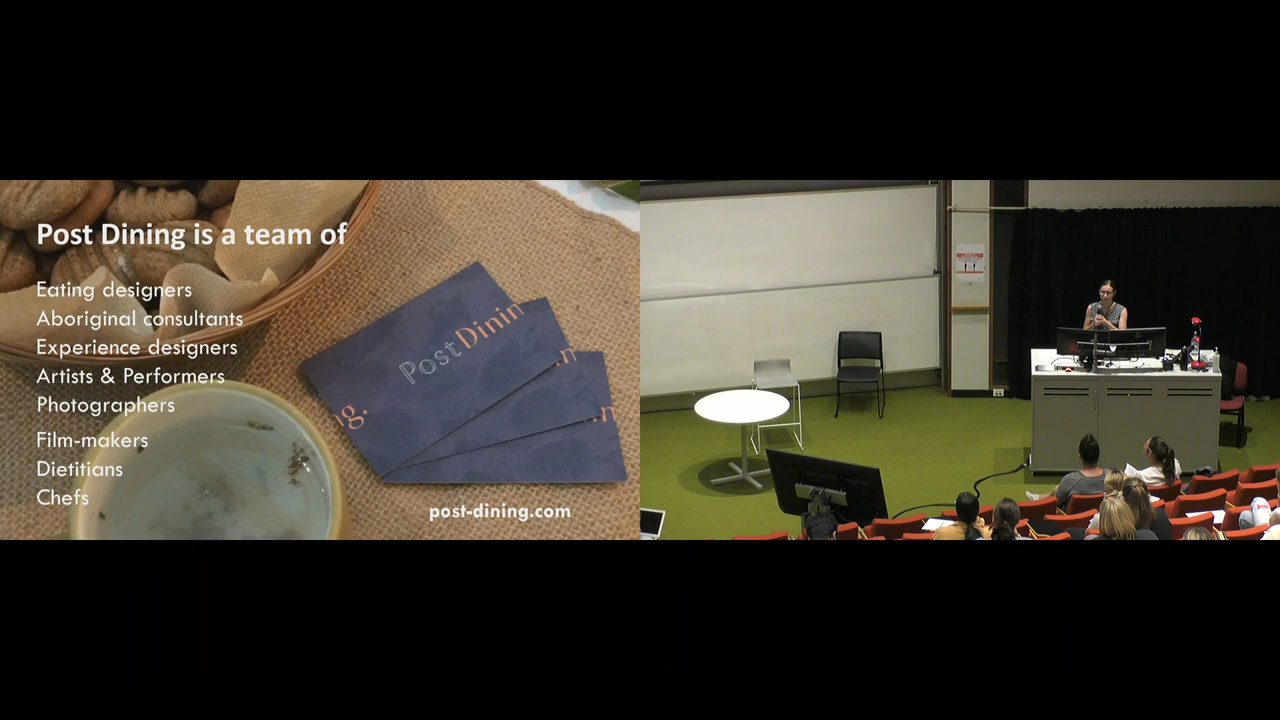 Post Dining is a team of
Eating designers
Aboriginal consultants
Experience designers
Artists & Performers
Photographers
Film-makers
Dietitians
Chefs
Post Dinin
n
n
ng.
post-dining.com